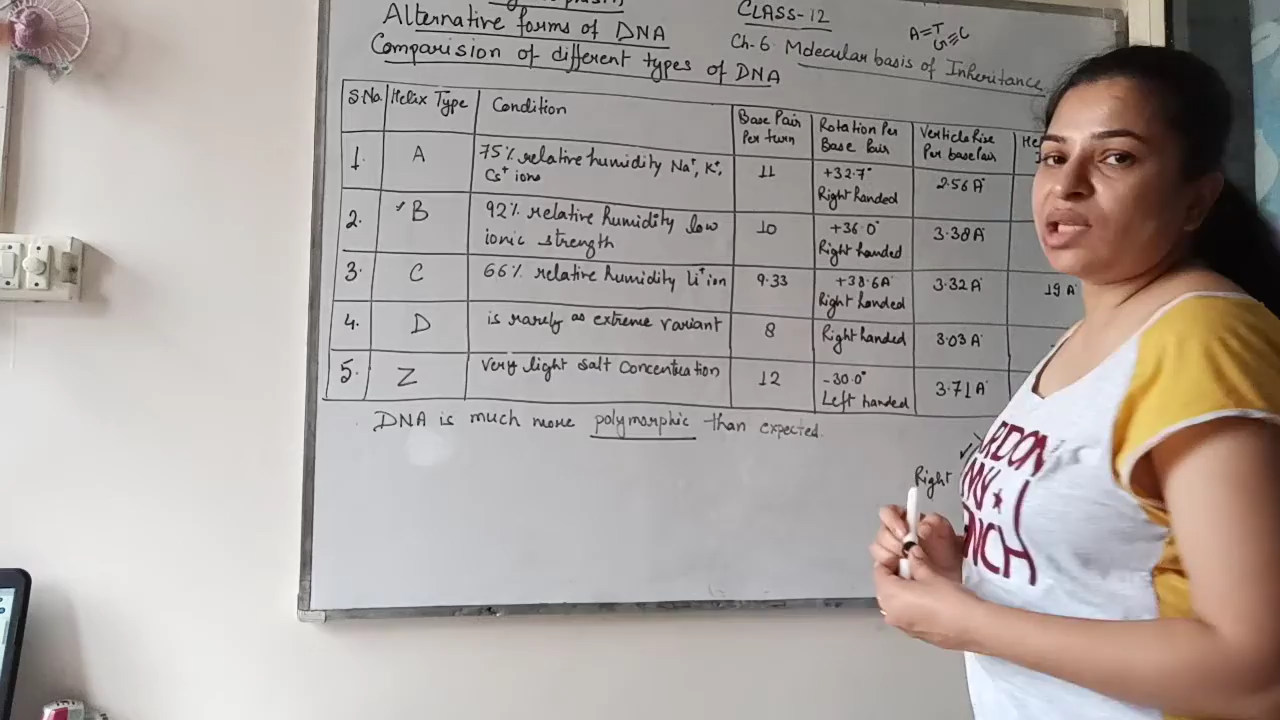 Alternative forms of DNA
Comparision of different types of DNA
CLASS-12
Ch-6 Molecular basis of Inheritance
A=T
G≡C
S.No. Helix Type Condition Base Pair Per turn Rotation Per Base Pair Verticle Rise Per base Pair
1. A 75% relative humidity Na⁺, K⁺, Cs⁺ ions 11 +32.7° Right handed 2.56 A°
2. B 92% relative humidity low ionic strength 10 +36.0° Right handed 3.38 A°
3. C 66% relative humidity Li⁺ ion 9.33 +38.6A° Right handed 3.32 A° 19 A°
4. D is rarely as extreme variant 8 Right handed 3.03 A°
5. Z Very light salt concentration 12 -30.0° Left handed 3.71 A°
DNA is much more polymorphic than expected.
Right